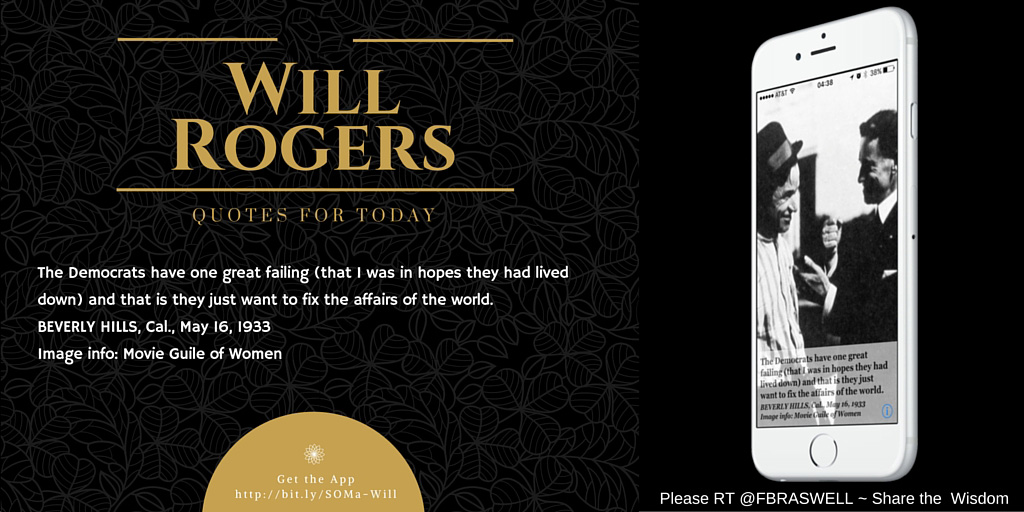 WILL
ROGERS
QUOTES FOR TODAY
The Democrats have one great failing (that I was in hopes they had lived
down) and that is they just want to fix the affairs of the world.
BEVERLY HILLS, Cal., May 16, 1933
Image info: Movie Guile of Women
Get the App
http://bit.ly/SOMa-Will
AT&T 04:38 38%
The Democrats have one great
failing (that I was in hopes they had
lived down) and that is they just
want to fix the affairs of the world.
BEVERLY HILLS, Cal., May 16, 1933
Image info: Movie Guile of Women
Please RT @FBRASWELL ~ Share the Wisdom